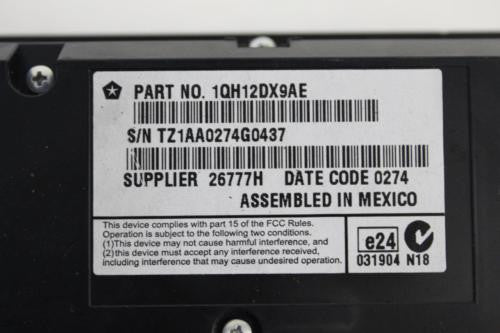 PART NO. 1QH12DX9AE
S/N TZ1AA0274G0437
SUPPLIER 26777H DATE CODE 0274
ASSEMBLED IN MEXICO
This device complies with part 15 of the FCC Rules.
Operation is subject to the following two conditions.
(1)This device may not cause harmful interference, and
(2)this device must accept any interference received,
including interference that may cause undesired operation.
e24
031904 N18